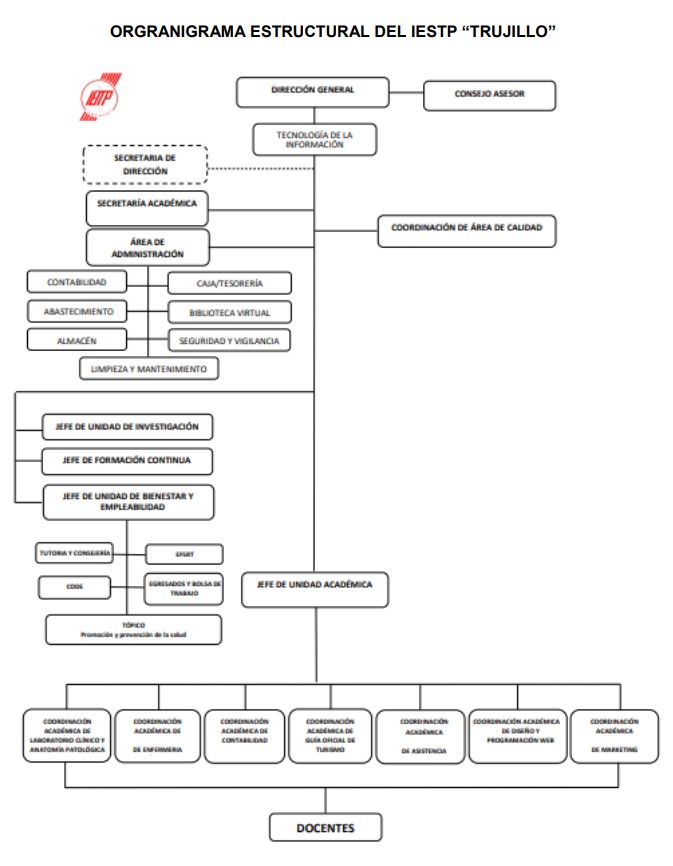 ORGRANIGRAMA ESTRUCTURAL DEL IESTP “TRUJILLO”
IESTP
DIRECCIÓN GENERAL
CONSEJO ASESOR
TECNOLOGÍA DE LA
INFORMACIÓN
SECRETARIA DE
DIRECCIÓN
SECRETARÍA ACADÉMICA
COORDINACIÓN DE ÁREA DE CALIDAD
ÁREA DE
ADMINISTRACIÓN
CONTABILIDAD
CAJA/TESORERÍA
ABASTECIMIENTO
BIBLIOTECA VIRTUAL
ALMACÉN
SEGURIDAD Y VIGILANCIA
LIMPIEZA Y MANTENIMIENTO
JEFE DE UNIDAD DE INVESTIGACIÓN
JEFE DE FORMACIÓN CONTINUA
JEFE DE UNIDAD DE BIENESTAR Y
EMPLEABILIDAD
TUTORIA Y CONSEJERÍA
EFSRT
CODE
EGRESADOS Y BOLSA DE
TRABAJO
TÓPICO
Promoción y prevención de la salud
JEFE DE UNIDAD ACADÉMICA
COORDINACIÓN
ACADÉMICA DE
LABORATORIO CLÍNICO Y
ANATOMÍA PATOLÓGICA
COORDINACIÓN
ACADÉMICA DE
DE ENFERMERIA
COORDINACIÓN
ACADÉMICA DE
CONTABILIDAD
COORDINACIÓN
ACADÉMICA DE
GUÍA OFICIAL DE
TURISMO
COORDINACIÓN
ACADÉMICA
DE ASISTENCIA
COORDINACIÓN ACADÉMICA
DE DISEÑO Y
PROGRAMACIÓN WEB
COORDINACIÓN
ACADÉMICA
DE MARKETING
DOCENTES